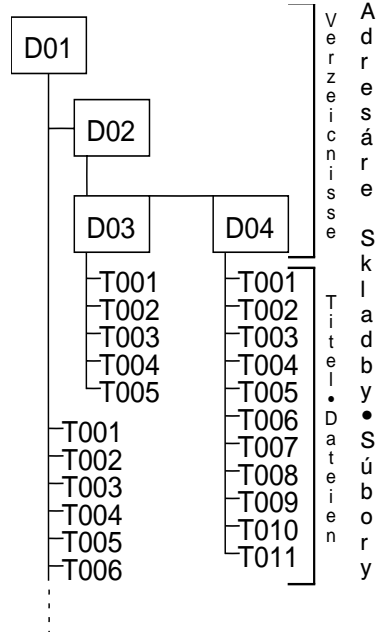 D01
D02
D03
D04
T001
T002
T003
T004
T005
T001
T002
T003
T004
T005
T006
T007
T008
T009
T010
T011
T001
T002
T003
T004
T005
T006
Verzeicnisse
Titel•Dateien
Adresáre
Skladby•Súbory